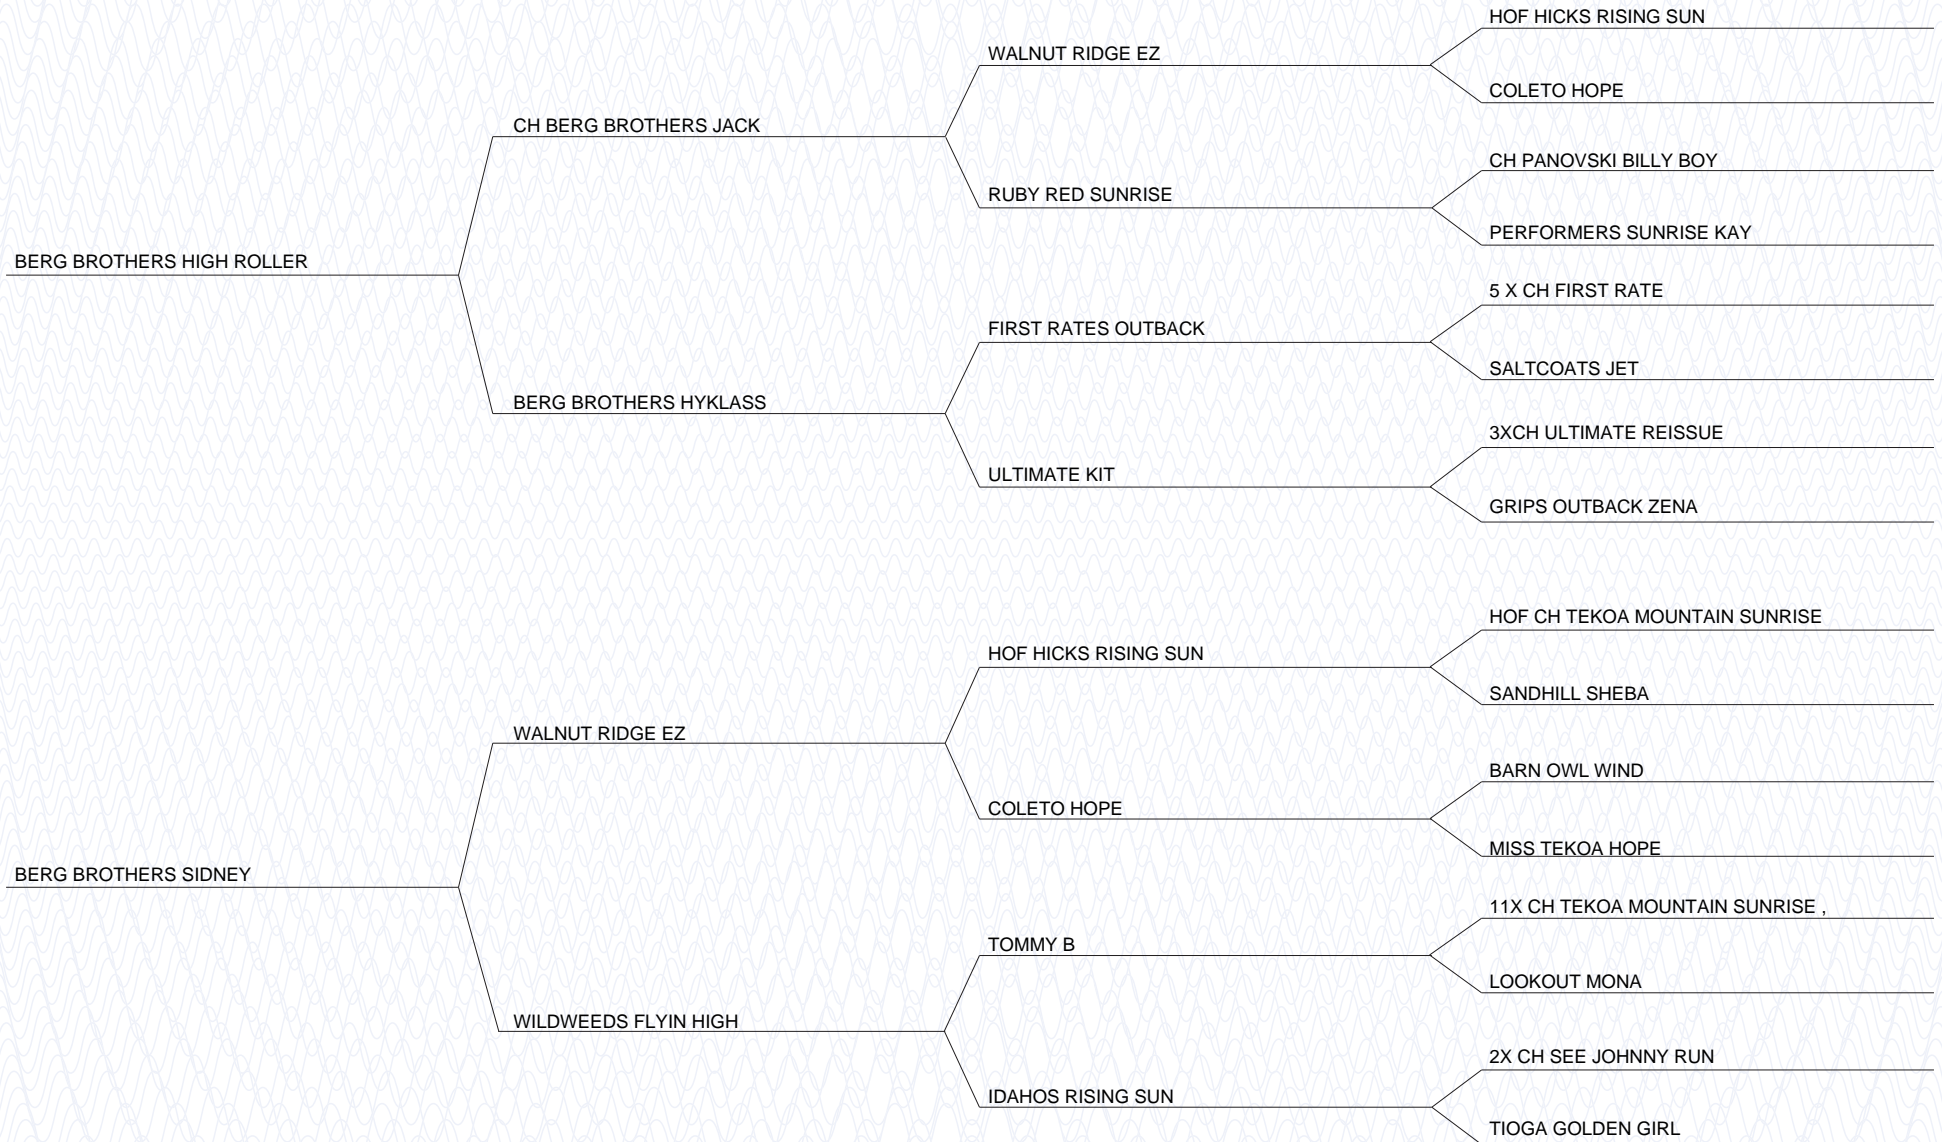 HOF HICKS RISING SUN
WALNUT RIDGE EZ
COLETO HOPE
CH BERG BROTHERS JACK
CH PANOVSKI BILLY BOY
RUBY RED SUNRISE
PERFORMERS SUNRISE KAY
BERG BROTHERS HIGH ROLLER
5 X CH FIRST RATE
FIRST RATES OUTBACK
SALTCOATS JET
BERG BROTHERS HYKLASS
3XCH ULTIMATE REISSUE
ULTIMATE KIT
GRIPS OUTBACK ZENA
HOF CH TEKOA MOUNTAIN SUNRISE
HOF HICKS RISING SUN
SANDHILL SHEBA
WALNUT RIDGE EZ
BARN OWL WIND
COLETO HOPE
MISS TEKOA HOPE
BERG BROTHERS SIDNEY
11X CH TEKOA MOUNTAIN SUNRISE ,
TOMMY B
LOOKOUT MONA
WILDWEEDS FLYIN HIGH
2X CH SEE JOHNNY RUN
IDAHOS RISING SUN
TIOGA GOLDEN GIRL